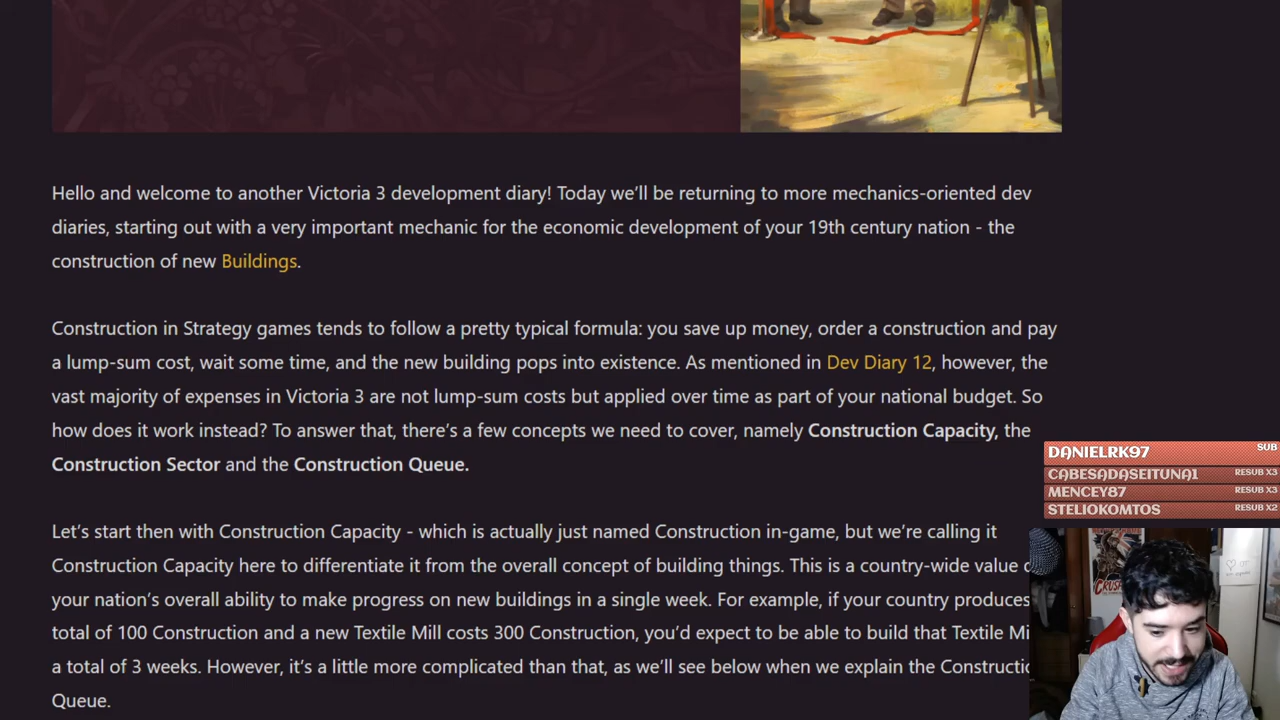 Hello and welcome to another Victoria 3 development diary! Today we'll be returning to more mechanics-oriented dev
diaries, starting out with a very important mechanic for the economic development of your 19th century nation - the
construction of new Buildings.
Construction in Strategy games tends to follow a pretty typical formula: you save up money, order a construction and pay
a lump-sum cost, wait some time, and the new building pops into existence. As mentioned in Dev Diary 12, however, the
vast majority of expenses in Victoria 3 are not lump-sum costs but applied over time as part of your national budget. So
how does it work instead? To answer that, there's a few concepts we need to cover, namely Construction Capacity, the
Construction Sector and the Construction Queue.
Let's start then with Construction Capacity - which is actually just named Construction in-game, but we're calling it
Construction Capacity here to differentiate it from the overall concept of building things. This is a country-wide value
your nation's overall ability to make progress on new buildings in a single week. For example, if your country produces
total of 100 Construction and a new Textile Mill costs 300 Construction, you'd expect to be able to build that Textile Mi
a total of 3 weeks. However, it's a little more complicated than that, as we'll see below when we explain the Constructio
Queue.
DANIELRK97 SUB
CABESADASEITUNA1 RESUB X3
MENCEY87 RESUB X3
STELIOKOMTOS RESUB X2